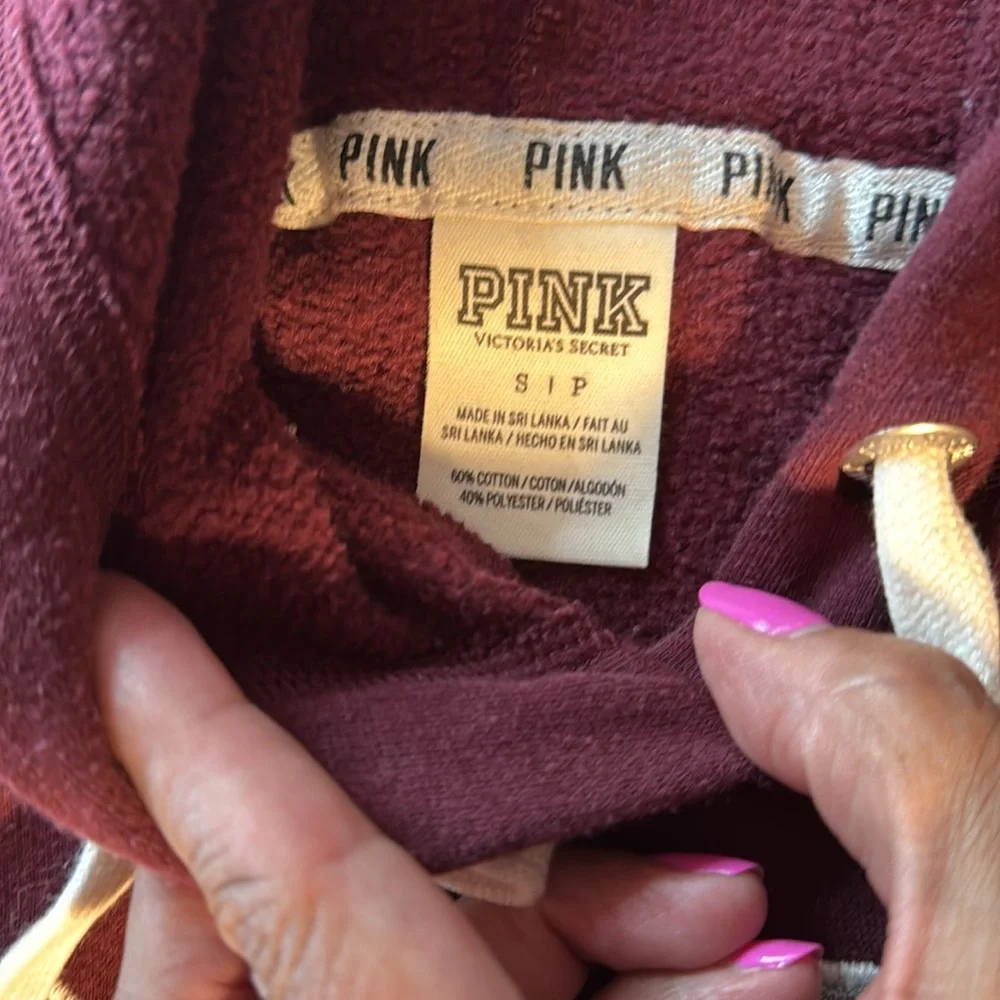 PINK PINK PINK PIN
PINK
VICTORIA'S SECRET
S | P
MADE IN SRI LANKA / FAIT AU
SRI LANKA / HECHO EN SRI LANKA
60% COTTON / COTON / ALGODÓN
40% POLYESTER / POLIÉSTER